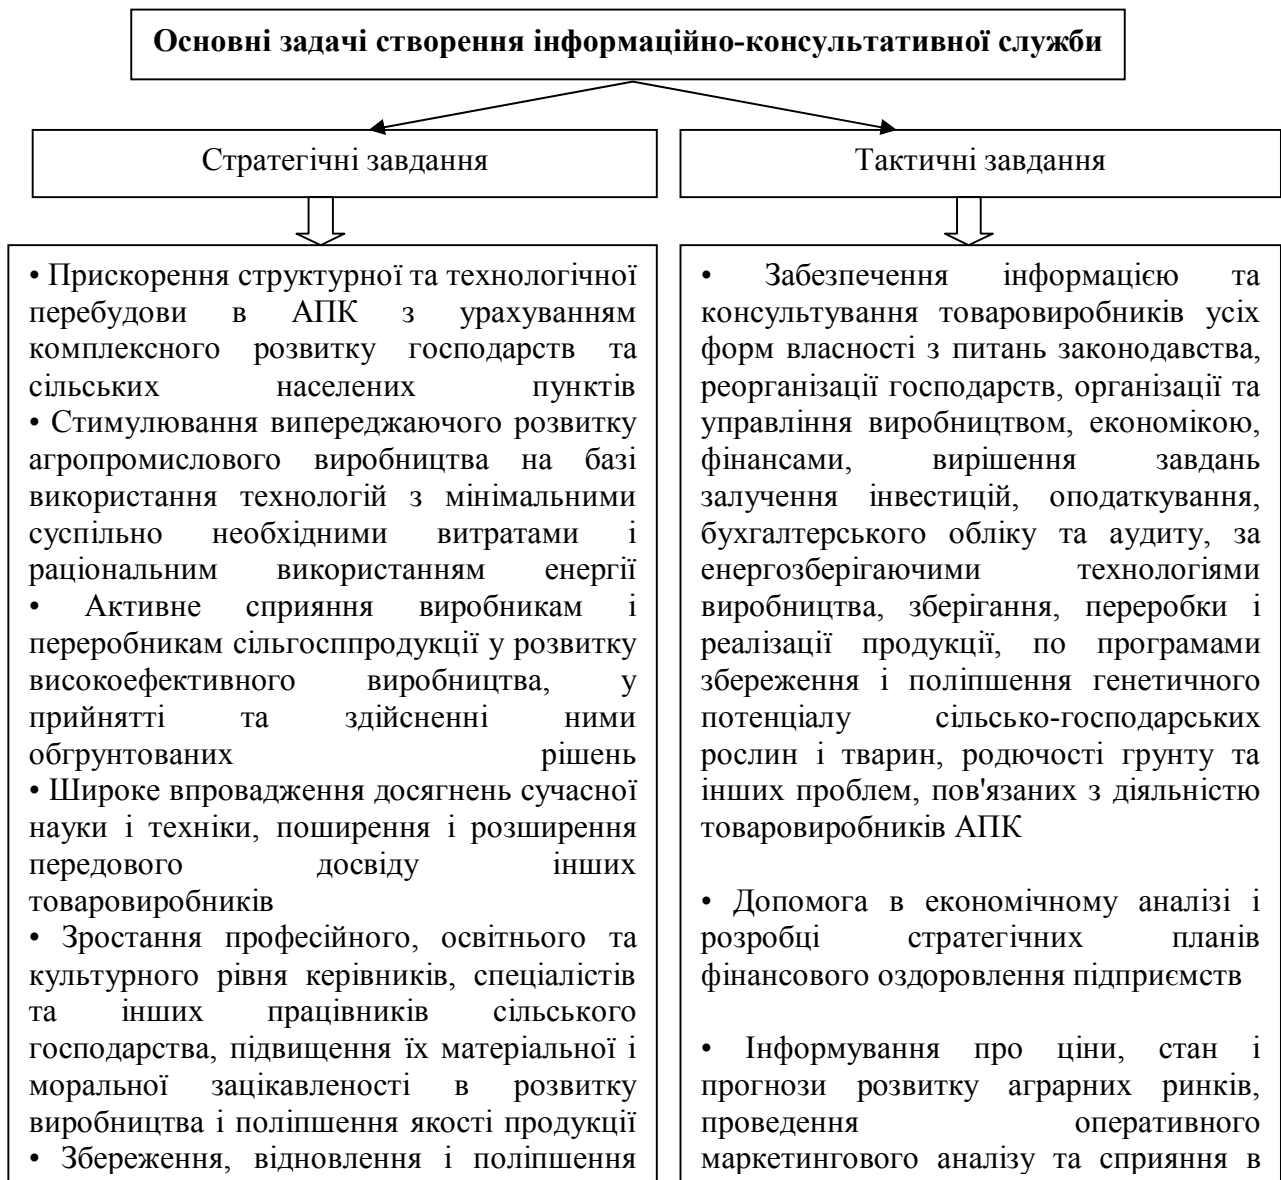 Основні задачі створення інформаційно-консультативної служби
Стратегічні завдання
Тактичні завдання
• Прискорення структурної та технологічної
перебудови в АПК з урахуванням
комплексного розвитку господарств та
сільських населених пунктів
• Стимулювання випереджаючого розвитку
агропромислового виробництва на базі
використання технологій з мінімальними
суспільно необхідними витратами і
раціональним використанням енергії
• Активне сприяння виробникам і
переробникам сільгосппродукції у розвитку
високоефективного виробництва, у
прийнятті та здійсненні ними
обгрунтованих рішень
• Широке впровадження досягнень сучасної
науки і техніки, поширення і розширення
передового досвіду інших
товаровиробників
• Зростання професійного, освітнього та
культурного рівня керівників, спеціалістів
та інших працівників сільського
господарства, підвищення їх матеріальної і
моральної зацікавленості в розвитку
виробництва і поліпшення якості продукції
• Збереження, відновлення і поліпшення
• Забезпечення інформацією та
консультування товаровиробників усіх
форм власності з питань законодавства,
реорганізації господарств, організації та
управління виробництвом, економікою,
фінансами, вирішення завдань
залучення інвестицій, оподаткування,
бухгалтерського обліку та аудиту, за
енергозберігаючими технологіями
виробництва, зберігання, переробки і
реалізації продукції, по програмами
збереження і поліпшення генетичного
потенціалу сільсько-господарських
рослин і тварин, родючості грунту та
інших проблем, пов'язаних з діяльністю
товаровиробників АПК
• Допомога в економічному аналізі і
розробці стратегічних планів
фінансового оздоровлення підприємств
• Інформування про ціни, стан і
прогнози розвитку аграрних ринків,
проведення оперативного
маркетингового аналізу та сприяння в